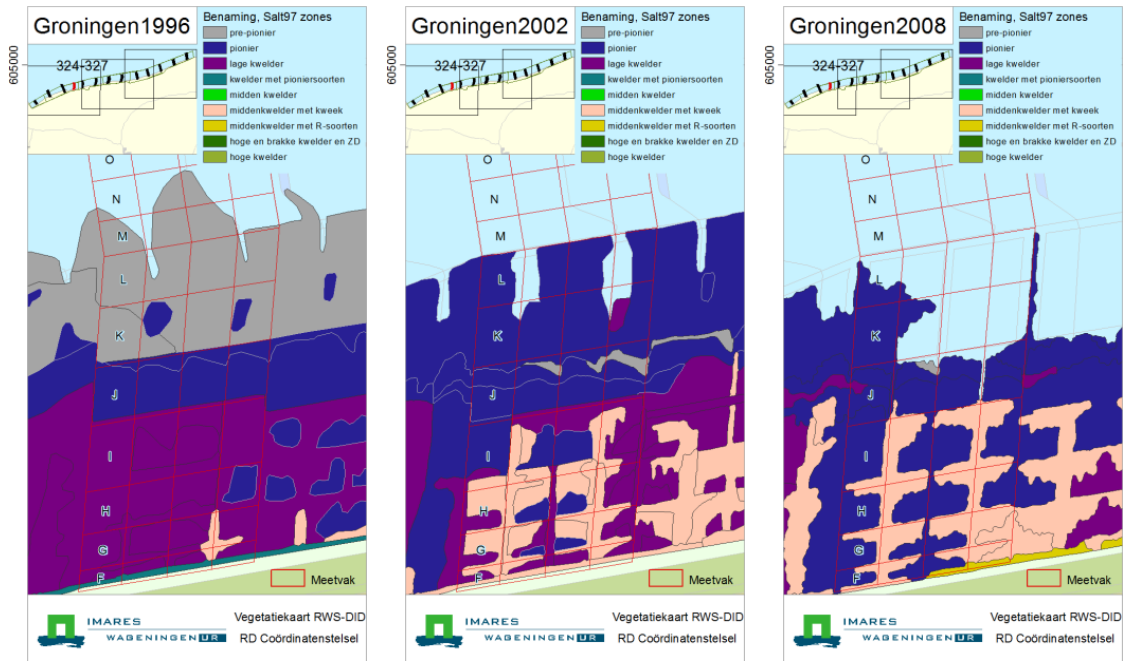 Groningen1996
Benaming, Salt97 zones
pre-pionier
pionier
lage kwelder
kwelder met pioniersoorten
midden kwelder
middenkwelder met kweek
middenkwelder met R-soorten
hoge en brakke kwelder en ZD
hoge kwelder
605000
324-327
O
N
M
L
K
J
I
H
G
F
Meetvak
IMARES
WAGENINGEN UR
Vegetatiekaart RWS-DID
RD Coördinatenstelsel
Groningen2002
Benaming, Salt97 zones
pre-pionier
pionier
lage kwelder
kwelder met pioniersoorten
midden kwelder
middenkwelder met kweek
middenkwelder met R-soorten
hoge en brakke kwelder en ZD
hoge kwelder
605000
324-327
O
N
M
L
K
J
I
H
G
F
Meetvak
IMARES
WAGENINGEN UR
Vegetatiekaart RWS-DID
RD Coördinatenstelsel
Groningen2008
Benaming, Salt97 zones
pre-pionier
pionier
lage kwelder
kwelder met pioniersoorten
midden kwelder
middenkwelder met kweek
middenkwelder met R-soorten
hoge en brakke kwelder en ZD
hoge kwelder
605000
324-327
O
N
M
L
K
J
I
H
G
F
Meetvak
IMARES
WAGENINGEN UR
Vegetatiekaart RWS-DID
RD Coördinatenstelsel